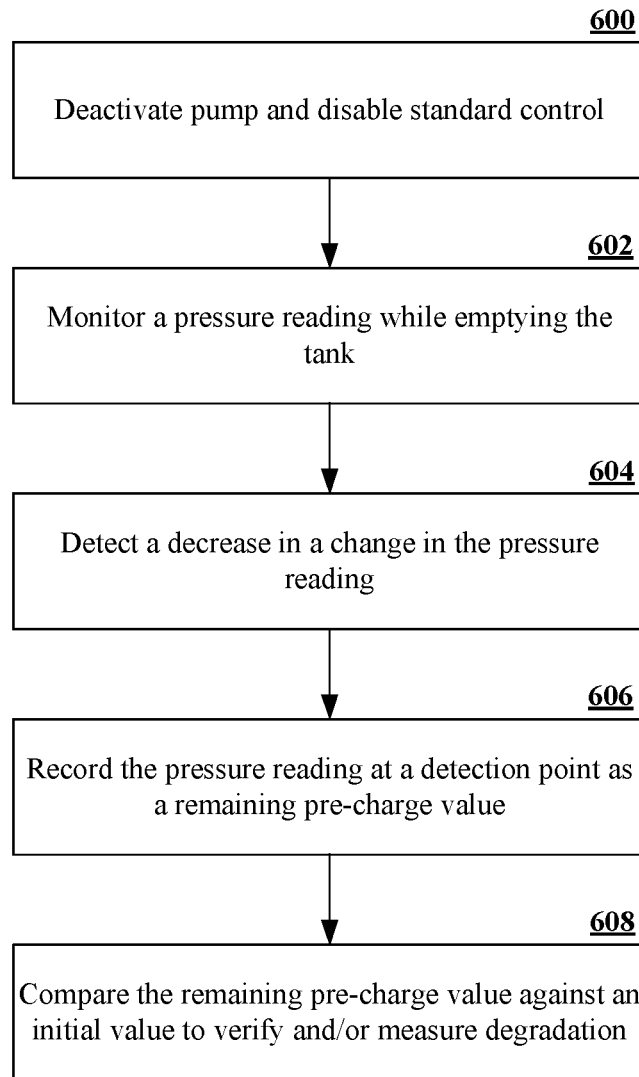 600
Deactivate pump and disable standard control
602
Monitor a pressure reading while emptying the
tank
604
Detect a decrease in a change in the pressure
reading
606
Record the pressure reading at a detection point as
a remaining pre-charge value
608
Compare the remaining pre-charge value against an
initial value to verify and/or measure degradation